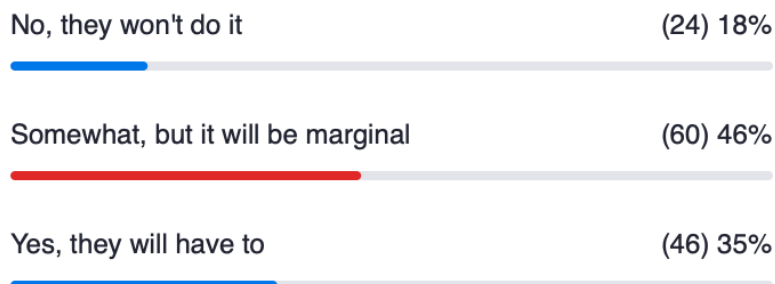 No, they won't do it (24) 18%
Somewhat, but it will be marginal (60) 46%
Yes, they will have to (46) 35%